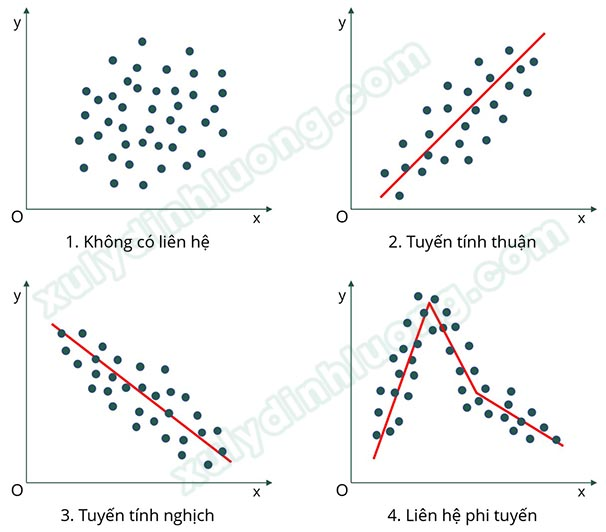 y
O
x
1. Không có liên hệ
y
O
x
2. Tuyến tính thuận
y
O
x
3. Tuyến tính nghịch
y
O
x
4. Liên hệ phi tuyến
xulydinhluong.com
xulydinhluong.com